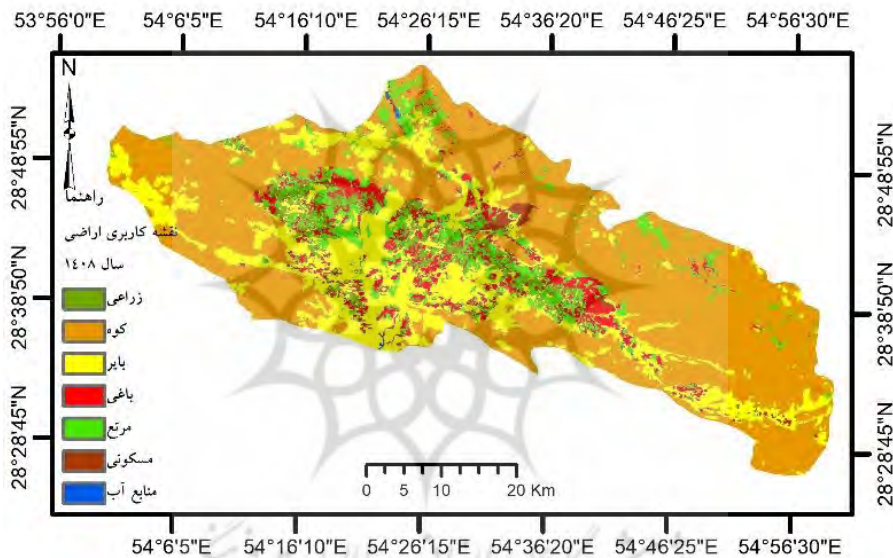 53°56'0"E 54°6'5"E 54°16'10"E 54°26'15"E 54°36'20"E 54°46'25"E 54°56'30"E
N
28°48'55"N 28°48'55"N
راهنما
نقشه کاربری اراضی
سال ۱٤۰۸
28°38'50"N 28°38'50"N
زراعی
کوه
بایر
باغی
مرتع
28°28'45"N 28°28'45"N
مسکونی
منابع آب
0 5 10 20 Km
54°6'5"E 54°16'10"E 54°26'15"E 54°36'20"E 54°46'25"E 54°56'30"E